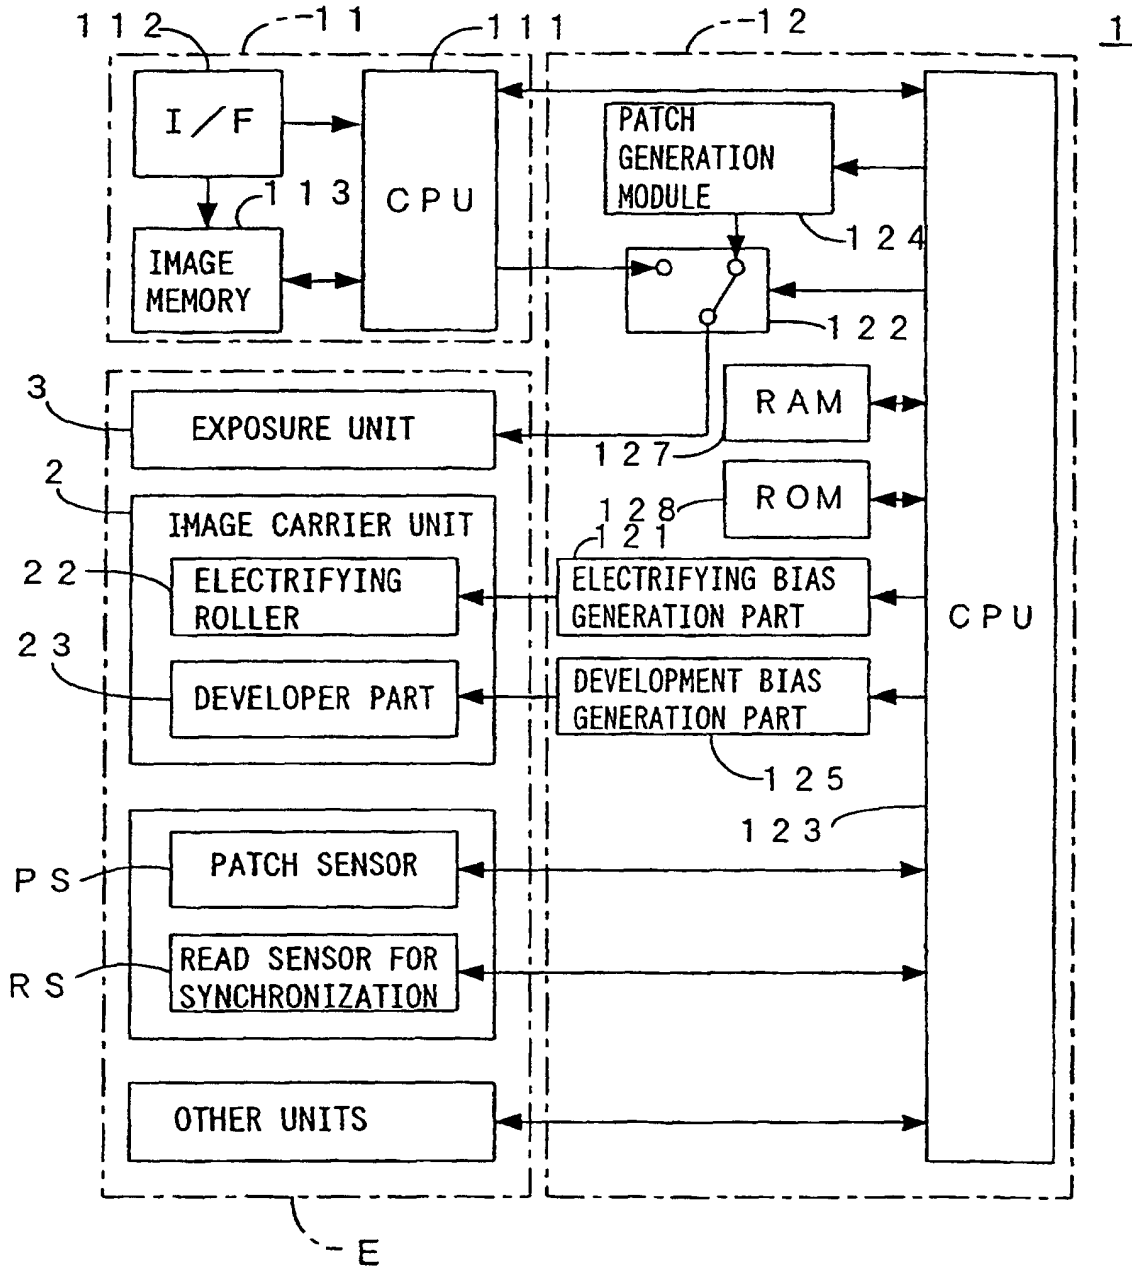 112
11
111
12
1
I/F
CPU
PATCH
GENERATION
MODULE
113
124
IMAGE
MEMORY
122
3
EXPOSURE UNIT
RAM
127
2
IMAGE CARRIER UNIT
ROM
128
121
22
ELECTRIFYING
ROLLER
ELECTRIFYING BIAS
GENERATION PART
CPU
23
DEVELOPER PART
DEVELOPMENT BIAS
GENERATION PART
125
123
PS
PATCH SENSOR
RS
READ SENSOR FOR
SYNCHRONIZATION
OTHER UNITS
E